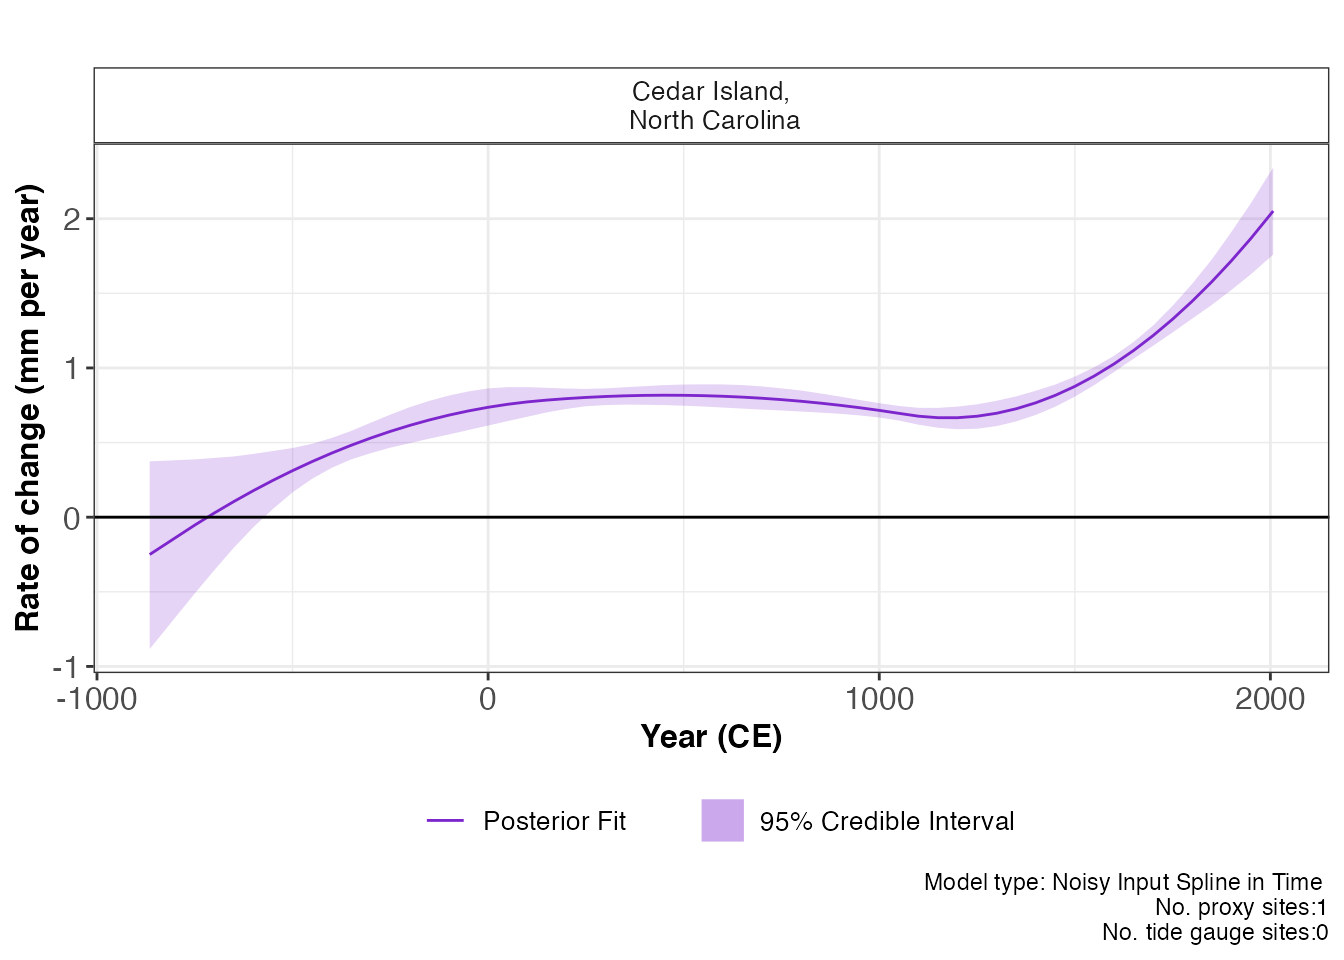 Cedar Island,
North Carolina
Rate of change (mm per year)
2
1
0
-1
-1000
0
1000
2000
Year (CE)
Posterior Fit
95% Credible Interval
Model type: Noisy Input Spline in Time
No. proxy sites:1
No. tide gauge sites:0